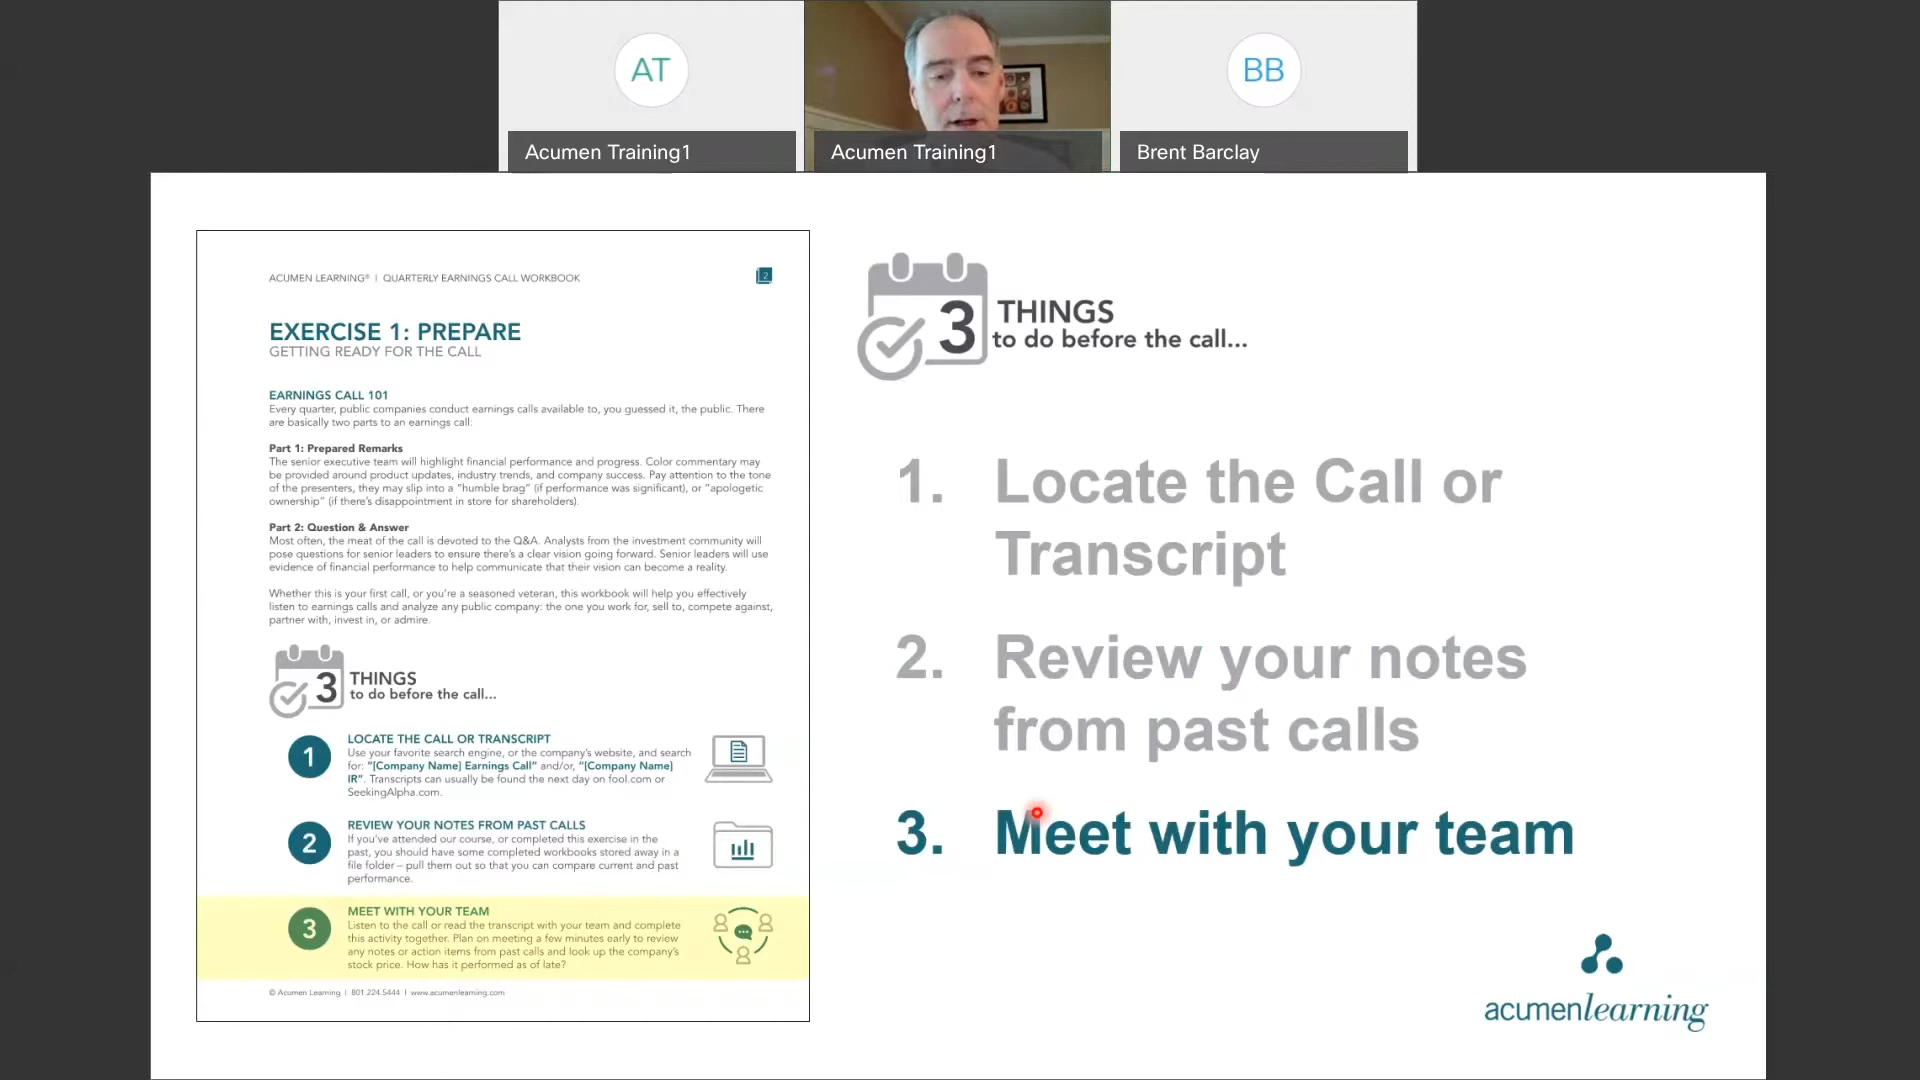 AT
Acumen Training1
Acumen Training1
BB
Brent Barclay
ACUMEN LEARNING® | QUARTERLY EARNINGS CALL WORKBOOK
2
EXERCISE 1: PREPARE
GETTING READY FOR THE CALL
EARNINGS CALL 101
Every quarter, public companies conduct earnings calls available to, you guessed it, the public. There
are basically two parts to an earnings call:
Part 1: Prepared Remarks
The senior executive team will highlight financial performance and progress. Color commentary may
be provided around product updates, industry trends, and company success. Pay attention to the tone
of the presenters, they may slip into a "humble brag" (if performance was significant), or "apologetic
ownership" (if there's disappointment in store for shareholders).
Part 2: Question & Answer
Most often, the meat of the call is devoted to the Q&A. Analysts from the investment community will
pose questions for senior leaders to ensure there's a clear vision going forward. Senior leaders will use
evidence of financial performance to help communicate that their vision can become a reality.
Whether this is your first call, or you're a seasoned veteran, this workbook will help you effectively
listen to earnings calls and analyze any public company: the one you work for, sell to, compete against,
partner with, invest in, or admire.
3 THINGS
to do before the call...
1
LOCATE THE CALL OR TRANSCRIPT
Use your favorite search engine, or the company's website, and search
for: "[Company Name] Earnings Call" and/or, "[Company Name]
IR". Transcripts can usually be found the next day on fool.com or
SeekingAlpha.com.
2
REVIEW YOUR NOTES FROM PAST CALLS
If you've attended our course, or completed this exercise in the
past, you should have some completed workbooks stored away in a
file folder – pull them out so that you can compare current and past
performance.
3
MEET WITH YOUR TEAM
Listen to the call or read the transcript with your team and complete
this activity together. Plan on meeting a few minutes early to review
any notes or action items from past calls and look up the company's
stock price. How has it performed as of late?
© Acumen Learning | 801.224.5444 | www.acumenlearning.com
3 THINGS
to do before the call...
1. Locate the Call or
Transcript
2. Review your notes
from past calls
3. Meet with your team
acumenlearning